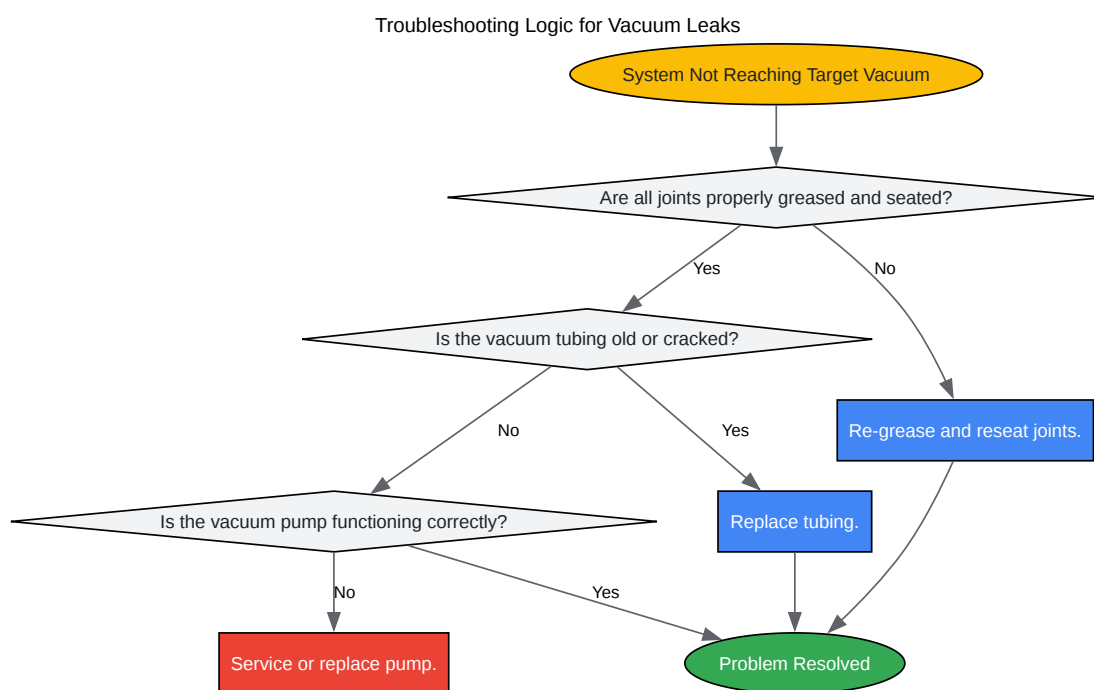 Troubleshooting Logic for Vacuum Leaks
System Not Reaching Target Vacuum
Are all joints properly greased and seated?
Yes
No
Is the vacuum tubing old or cracked?
No
Yes
Re-grease and reseat joints.
Is the vacuum pump functioning correctly?
Replace tubing.
No
Yes
Service or replace pump.
Problem Resolved